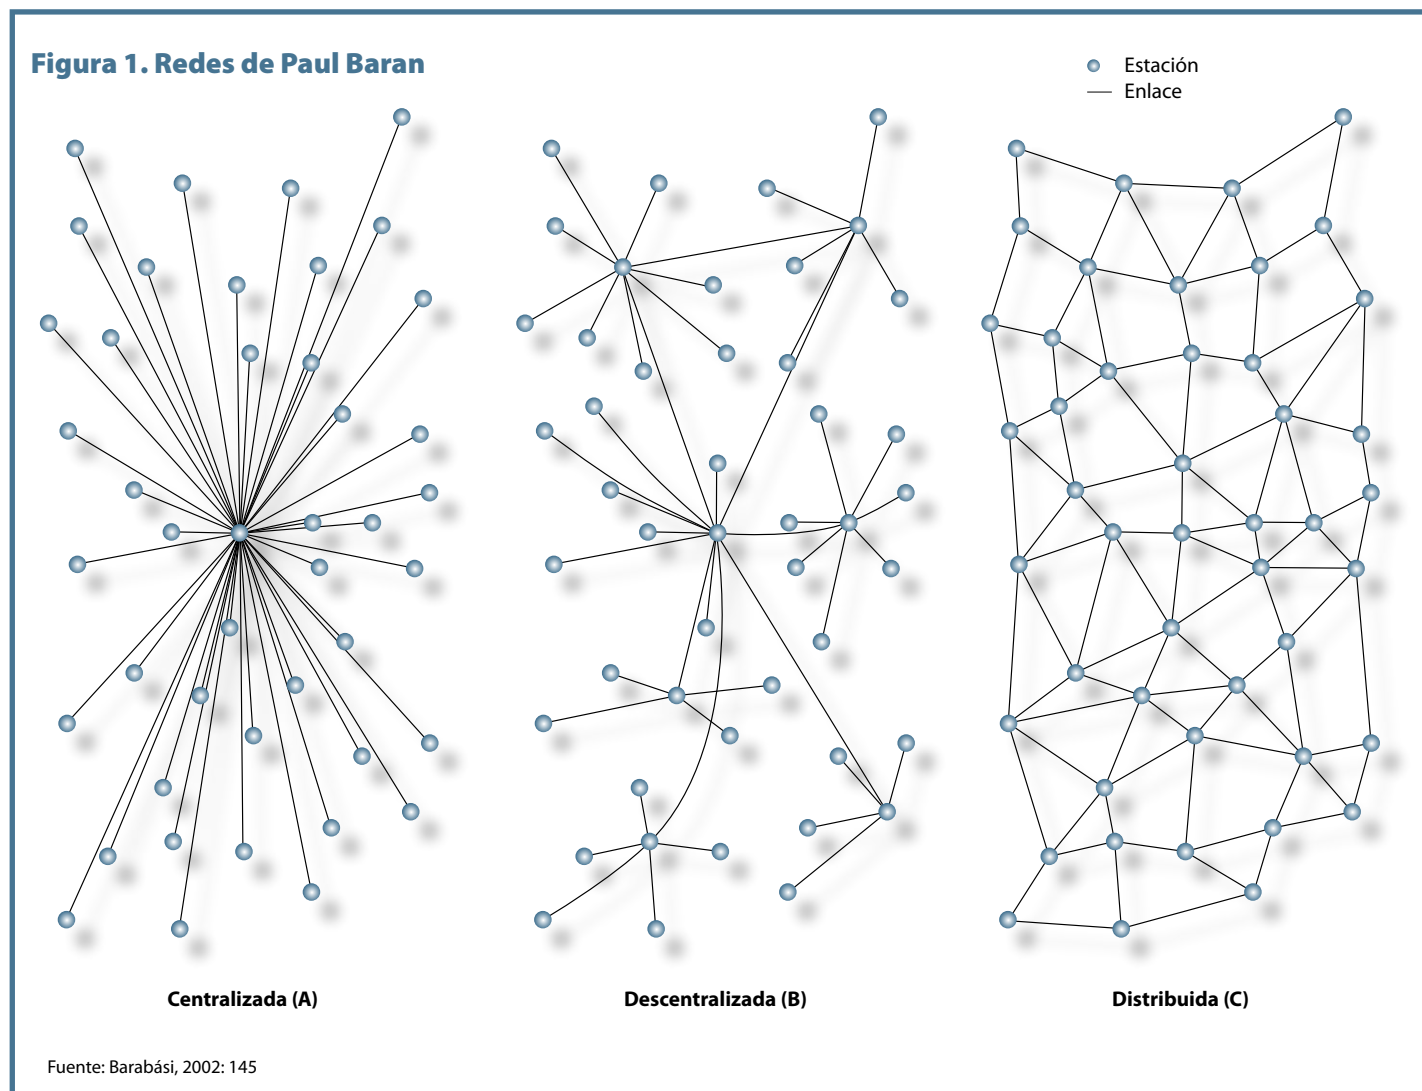 Figura 1. Redes de Paul Baran
Estación
Enlace
Centralizada (A)
Descentralizada (B)
Distribuida (C)
Fuente: Barabási, 2002: 145